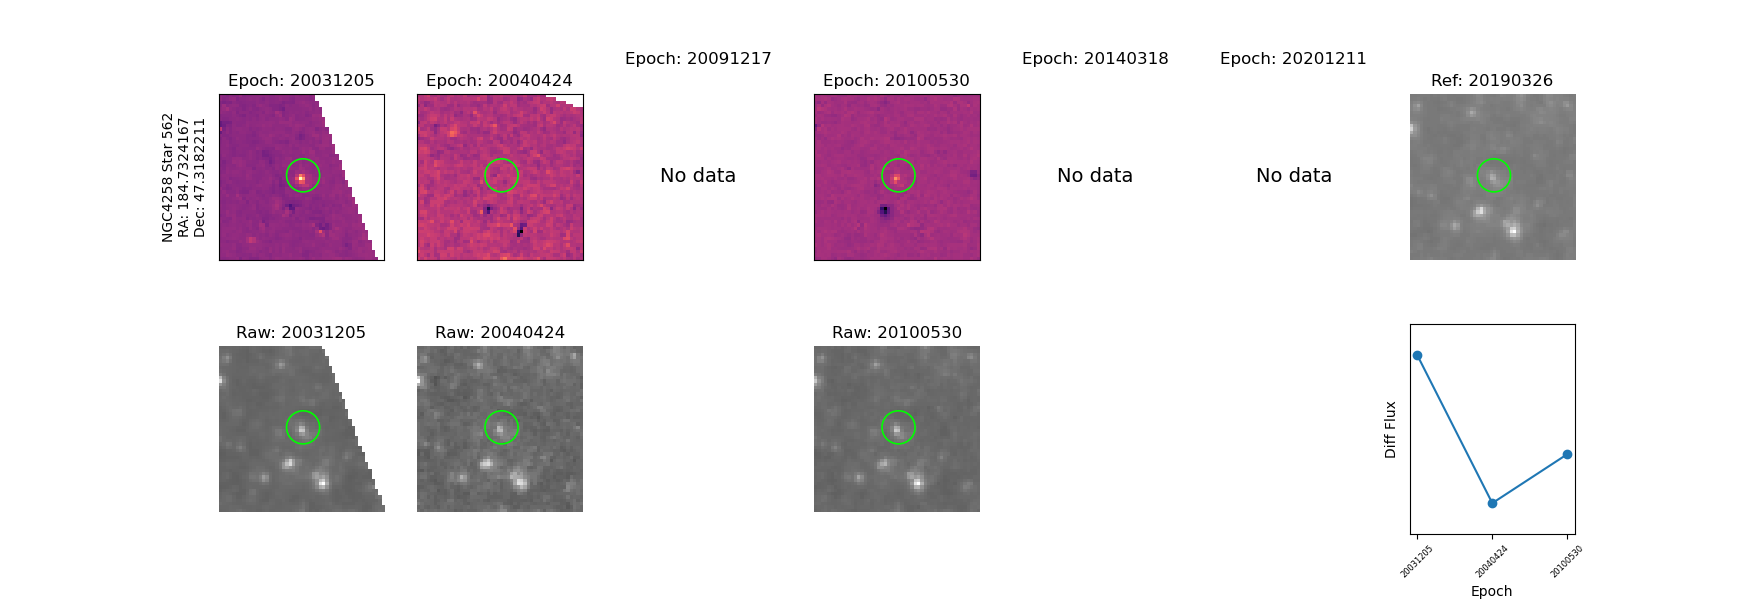 Epoch: 20091217
Epoch: 20140318
Epoch: 20201211
Epoch: 20031205
Epoch: 20040424
Epoch: 20100530
Ref: 20190326
NGC4258 Star 562
RA: 184.7324167
Dec: 47.3182211
No data
No data
No data
Raw: 20031205
Raw: 20040424
Raw: 20100530
Diff Flux
20031205
20040424
20100530
Epoch